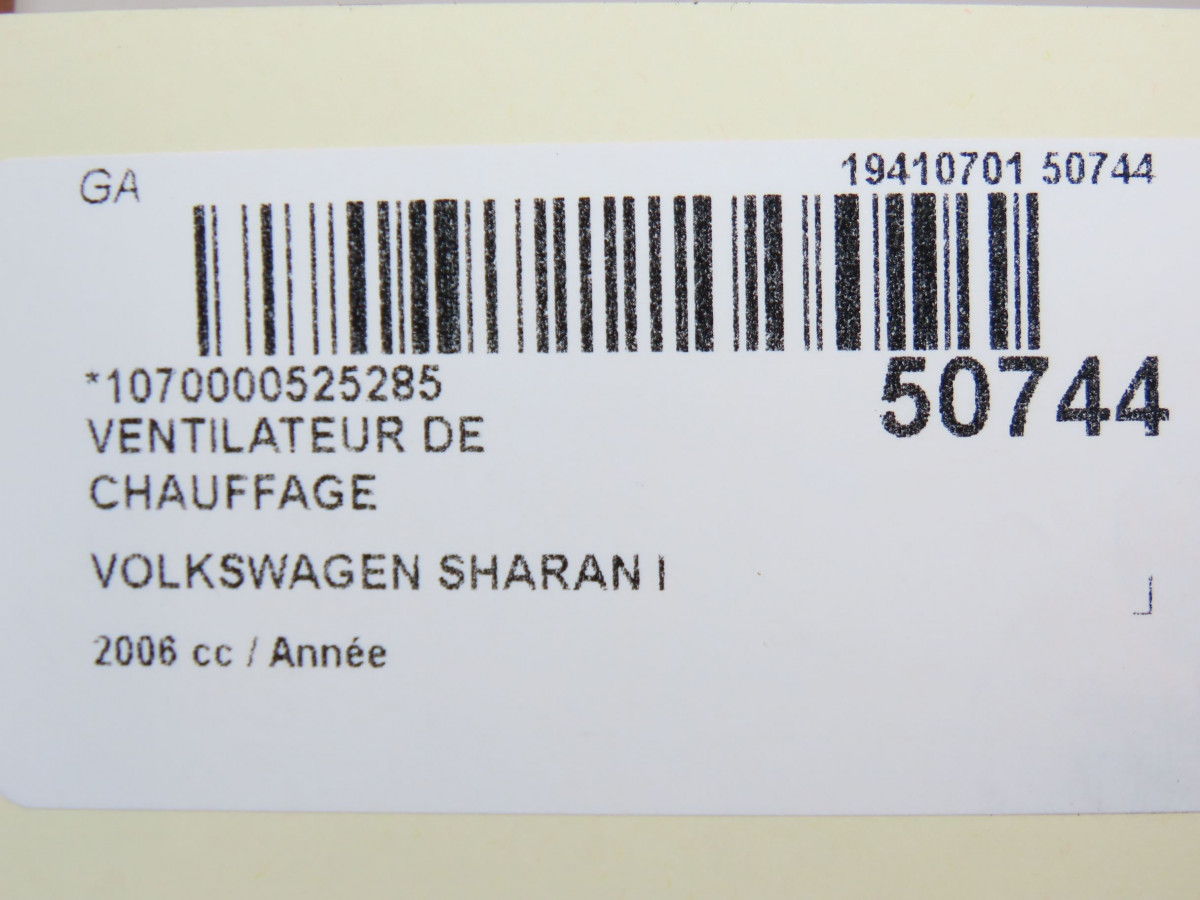 GA
19410701 50744
*1070000525285
50744
VENTILATEUR DE
CHAUFFAGE
VOLKSWAGEN SHARAN I
2006 cc / Année